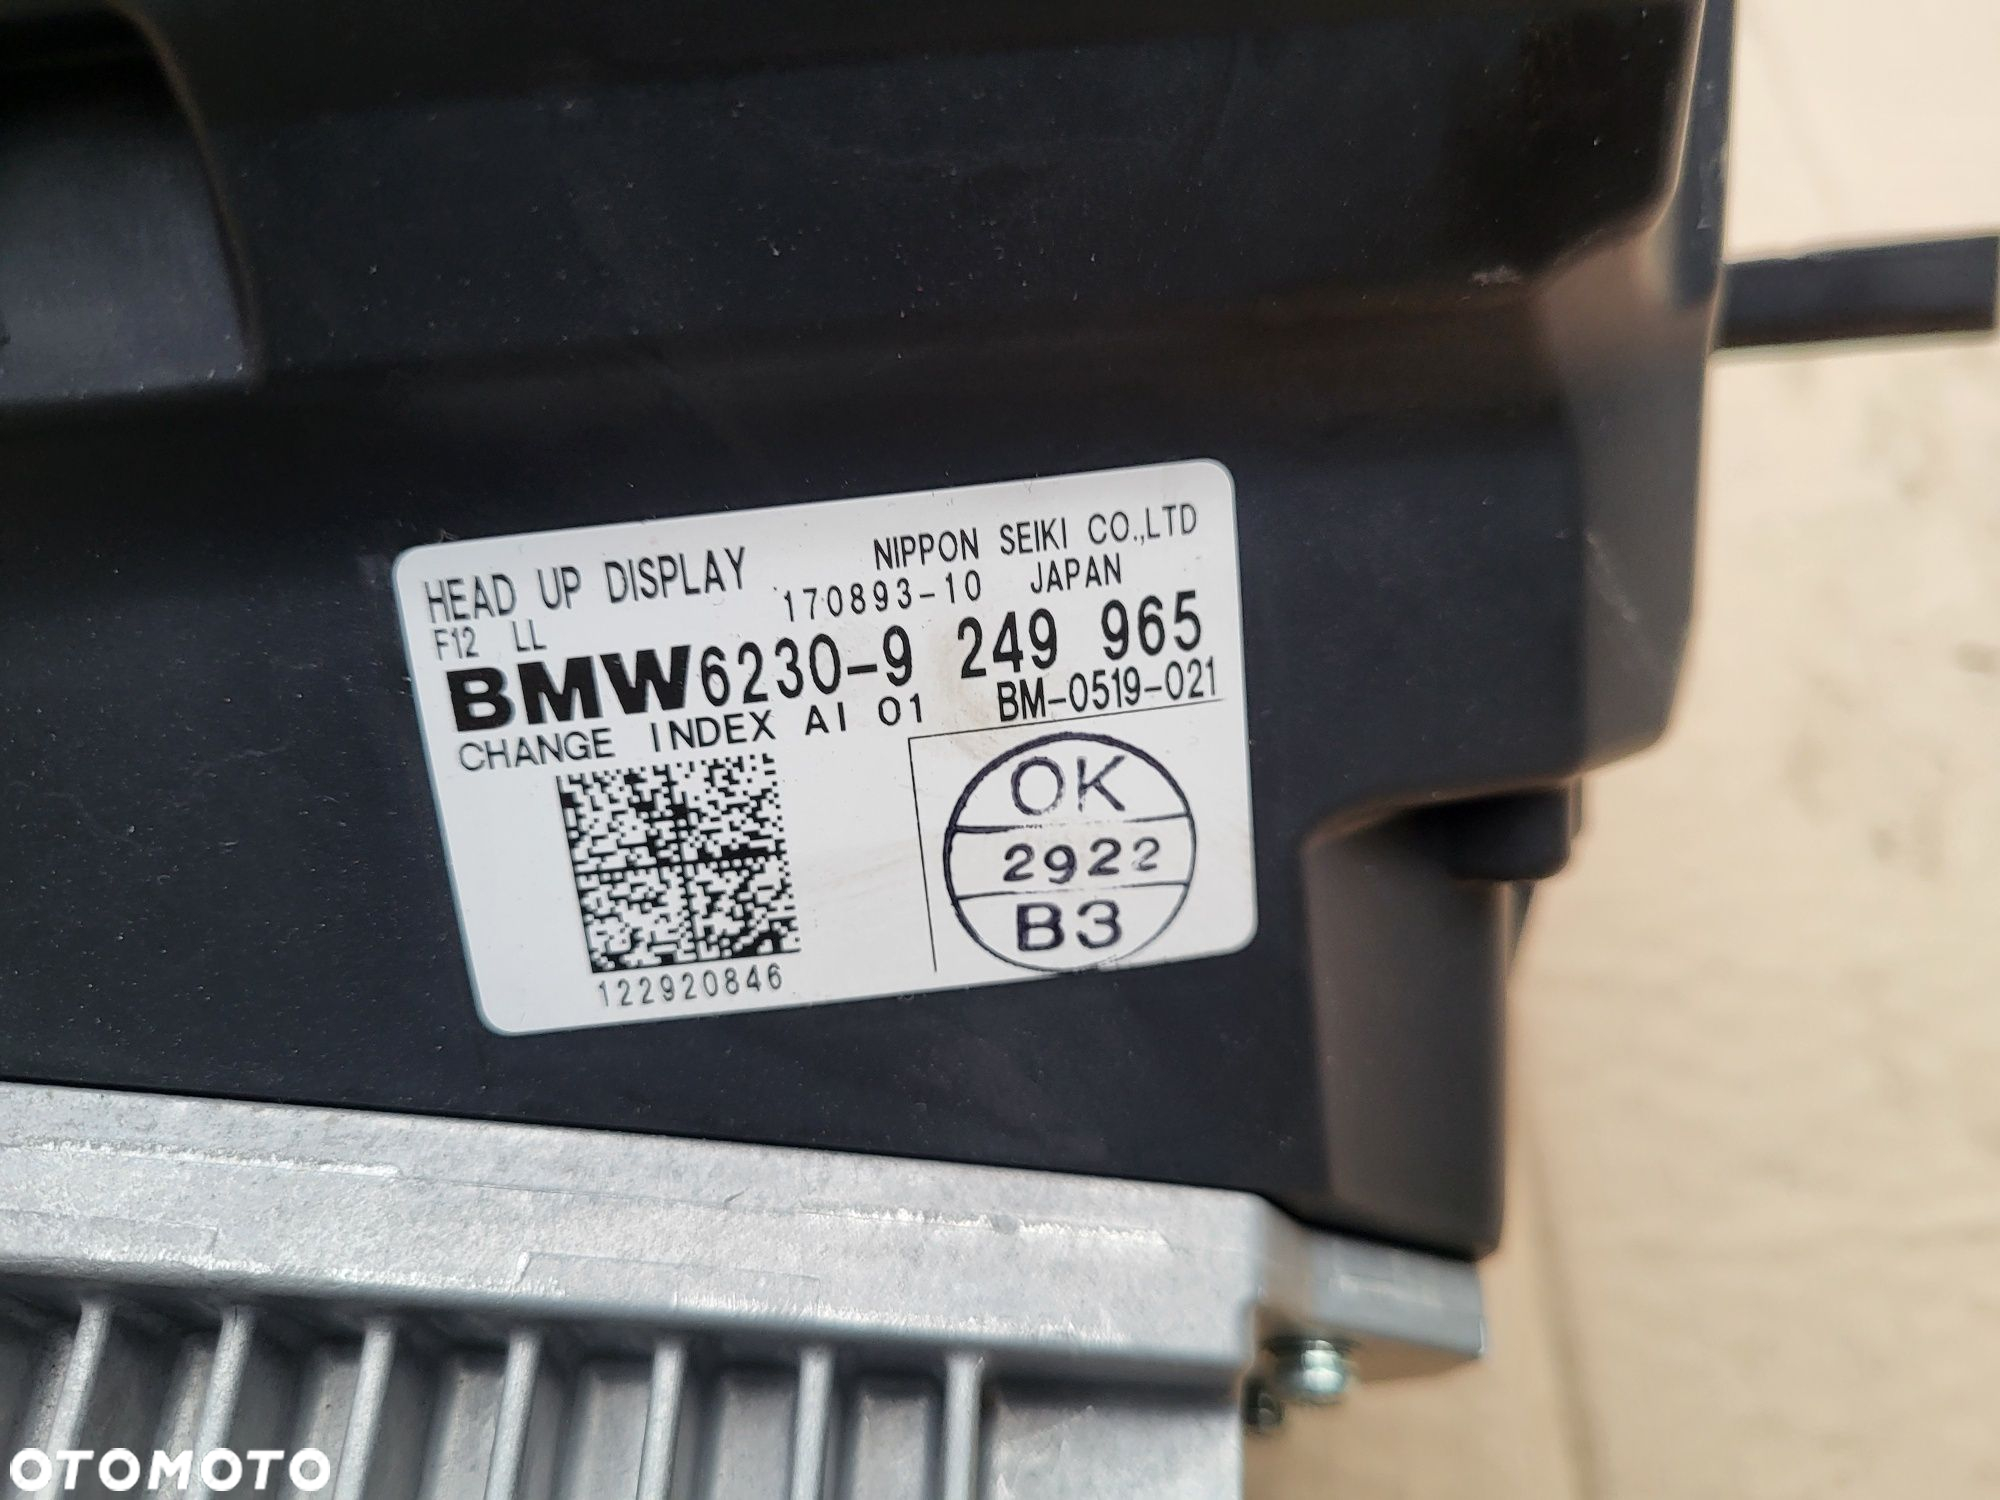 HEAD UP DISPLAY NIPPON SEIKI CO.,LTD
F12 LL 170893-10 JAPAN
BMW6230-9 249 965
CHANGE INDEX AI 01 BM-0519-021
OK
2922
B3
122920846
OTOMOTO